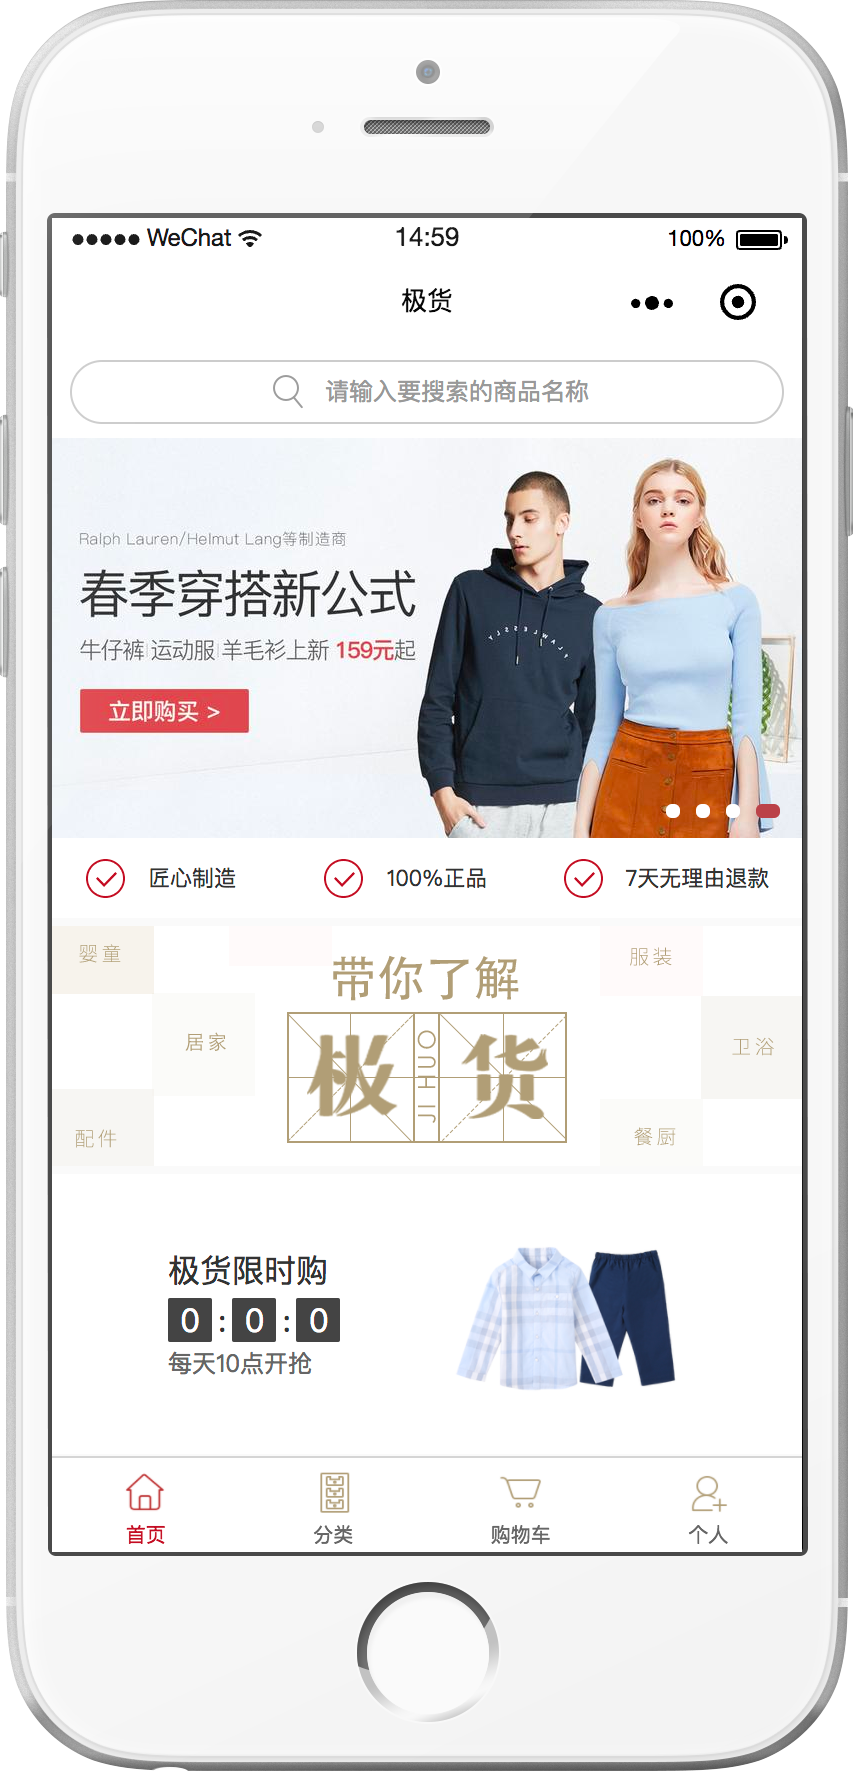 WeChat 14:59 100%
极货
请输入要搜索的商品名称
Ralph Lauren/Helmut Lang等制造商
春季穿搭新公式
牛仔裤|运动服|羊毛衫上新 159元起
立即购买 >
FLAWLESSLY
匠心制造 100%正品 7天无理由退款
婴童
服装
带你了解
居家
卫浴
极 JI HUO 货
配件
餐厨
极货限时购
0 : 0 : 0
每天10点开抢
首页 分类 购物车 个人